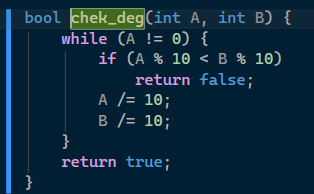 bool chek_deg(int A, int B) {
    while (A != 0) {
        if (A % 10 < B % 10)
            return false;
        A /= 10;
        B /= 10;
    }
    return true;
}